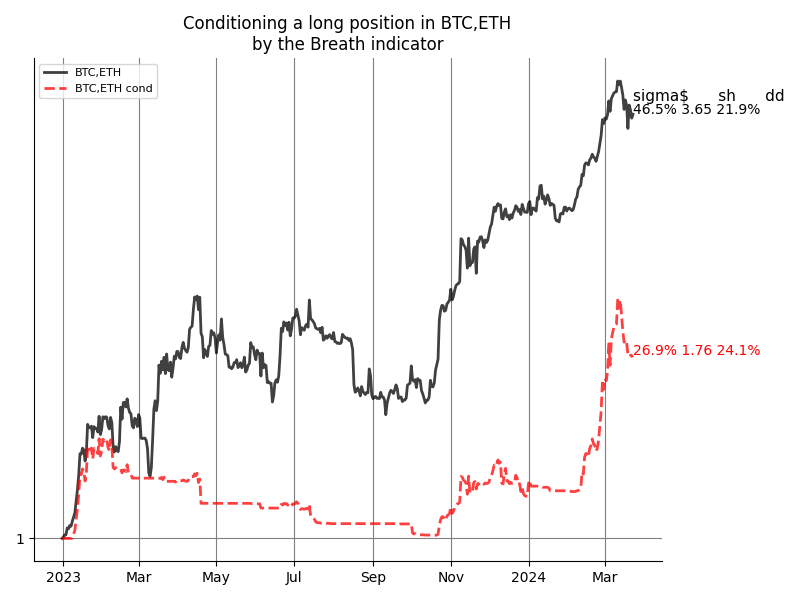 Conditioning a long position in BTC,ETH
by the Breath indicator
BTC,ETH
BTC,ETH cond
sigma$ sh dd
46.5% 3.65 21.9%
26.9% 1.76 24.1%
1
2023 Mar May Jul Sep Nov 2024 Mar